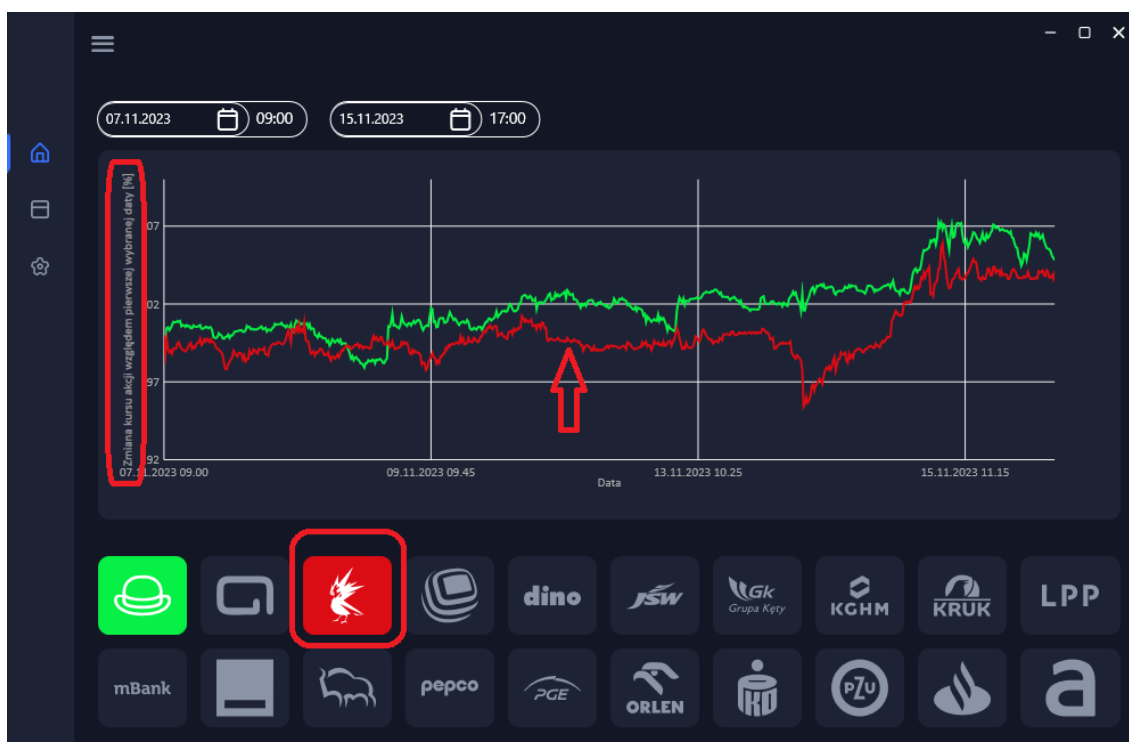 07.11.2023 09:00 15.11.2023 17:00
Zmiana kursu akcji względem pierwszej wybranej daty [%]
07
02
97
92
07.11.2023 09.00 09.11.2023 09.45 13.11.2023 10.25 15.11.2023 11.15
Data
dino JSW GK Grupa Kęty KGHM KRUK LPP
mBank pepco PGE ORLEN PKO PZU a